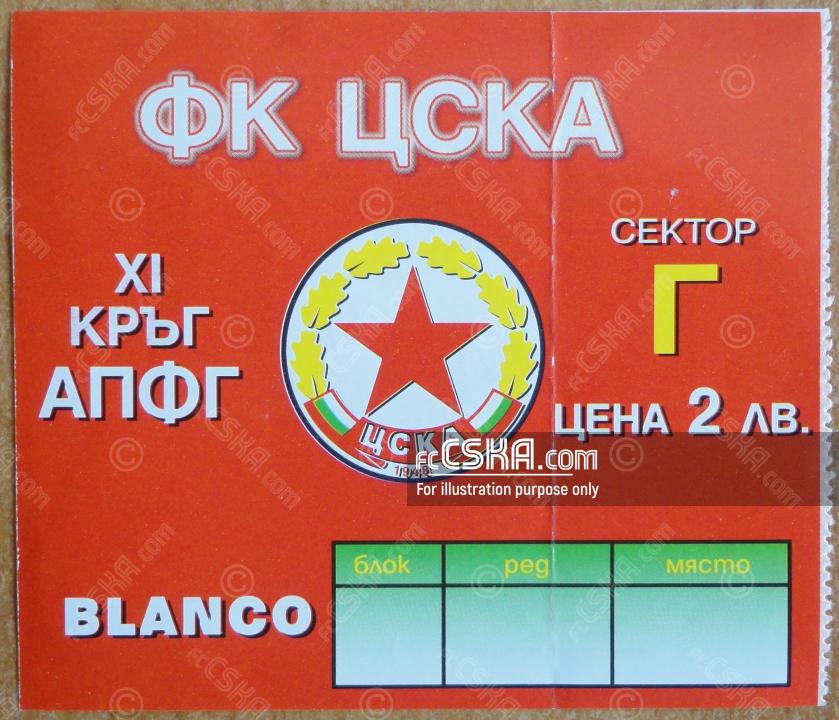 ФК ЦСКА
XI
КРЪГ
АПФГ
СЕКТОР
Г
ЦЕНА 2 ЛВ.
ЦСКА
1948
fcCSKA.com
For illustration purpose only
BLANCO
блок ред място